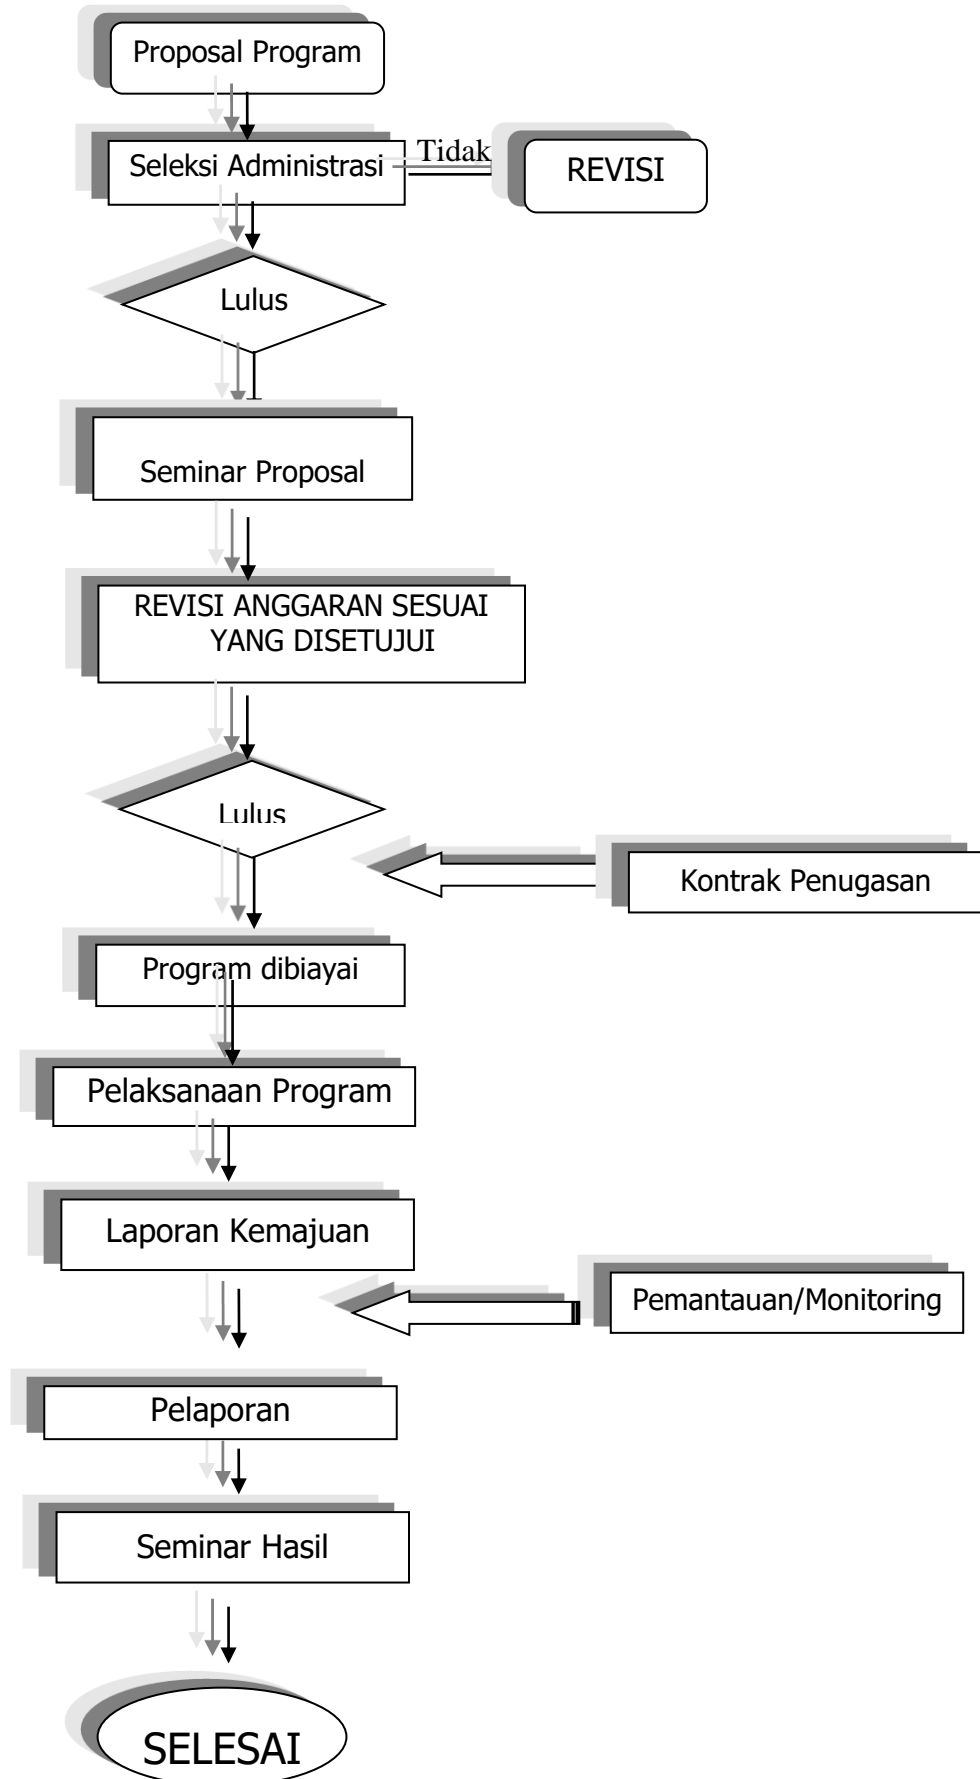 Proposal Program
Seleksi Administrasi
Tidak
REVISI
Lulus
Seminar Proposal
REVISI ANGGARAN SESUAI
YANG DISETUJUI
Lulus
Kontrak Penugasan
Program dibiayai
Pelaksanaan Program
Laporan Kemajuan
Pemantauan/Monitoring
Pelaporan
Seminar Hasil
SELESAI